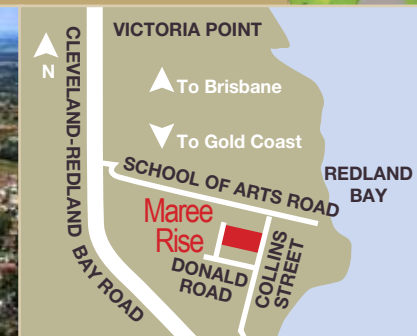 VICTORIA POINT
CLEVELAND-REDLAND BAY ROAD
N
To Brisbane
To Gold Coast
SCHOOL OF ARTS ROAD
REDLAND
BAY
Maree
Rise
DONALD
ROAD
COLLINS
STREET